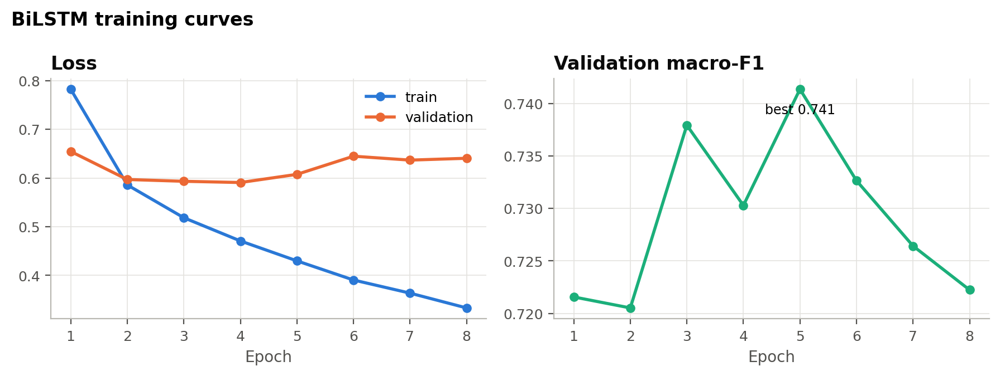 BiLSTM training curves
Loss
0.8
0.7
0.6
0.5
0.4
train
validation
1 2 3 4 5 6 7 8
Epoch
Validation macro-F1
0.740
0.735
0.730
0.725
0.720
best 0.741
1 2 3 4 5 6 7 8
Epoch